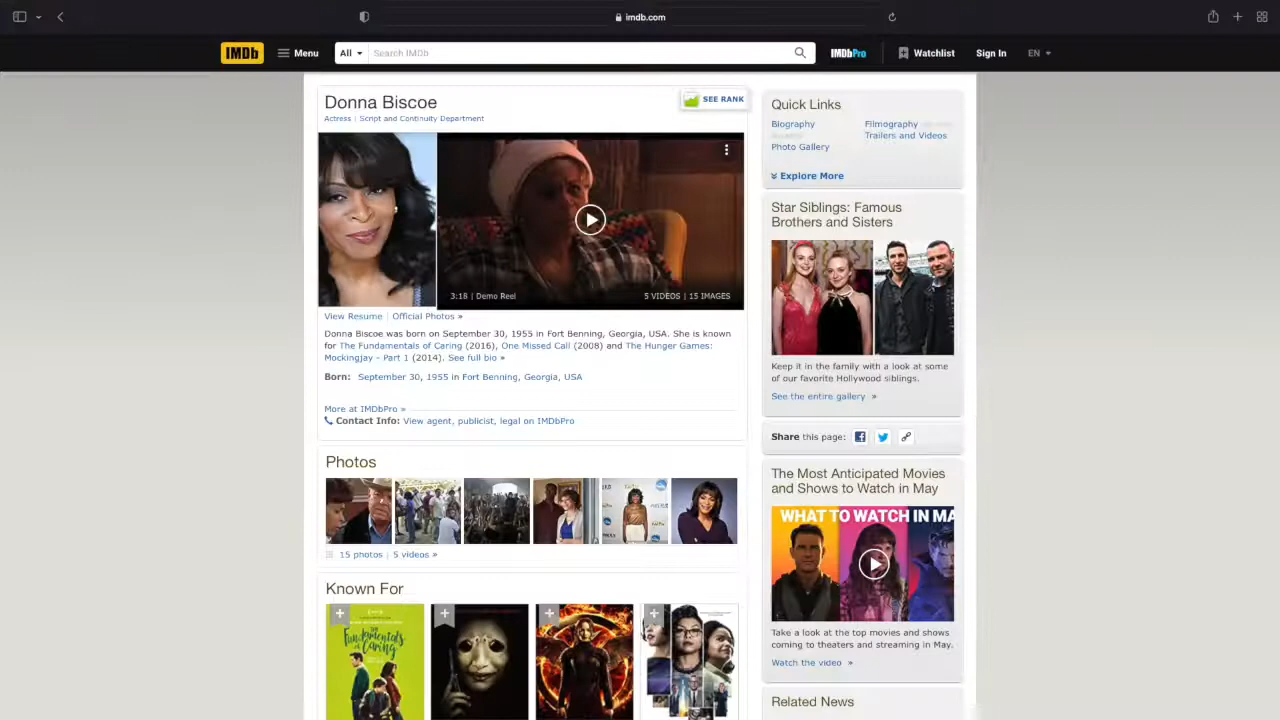 imdb.com
IMDb
Menu
All
Search IMDb
IMDbPro
Watchlist
Sign In
EN
Donna Biscoe
SEE RANK
Actress | Script and Continuity Department
3:18 | Demo Reel
5 VIDEOS | 15 IMAGES
View Resume | Official Photos »
Donna Biscoe was born on September 30, 1955 in Fort Benning, Georgia, USA. She is known
for The Fundamentals of Caring (2016), One Missed Call (2008) and The Hunger Games:
Mockingjay - Part 1 (2014). See full bio »
Born: September 30, 1955 in Fort Benning, Georgia, USA
More at IMDbPro »
Contact Info: View agent, publicist, legal on IMDbPro
Photos
15 photos | 5 videos »
Known For
The Fundamentals of Caring
Quick Links
Biography
Filmography
Trailers and Videos
Photo Gallery
Explore More
Star Siblings: Famous
Brothers and Sisters
Keep it in the family with a look at some
of our favorite Hollywood siblings.
See the entire gallery »
Share this page:
The Most Anticipated Movies
and Shows to Watch in May
WHAT TO WATCH IN MA
Take a look at the top movies and shows
coming to theaters and streaming in May.
Watch the video »
Related News